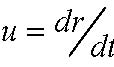 u = dr/dt